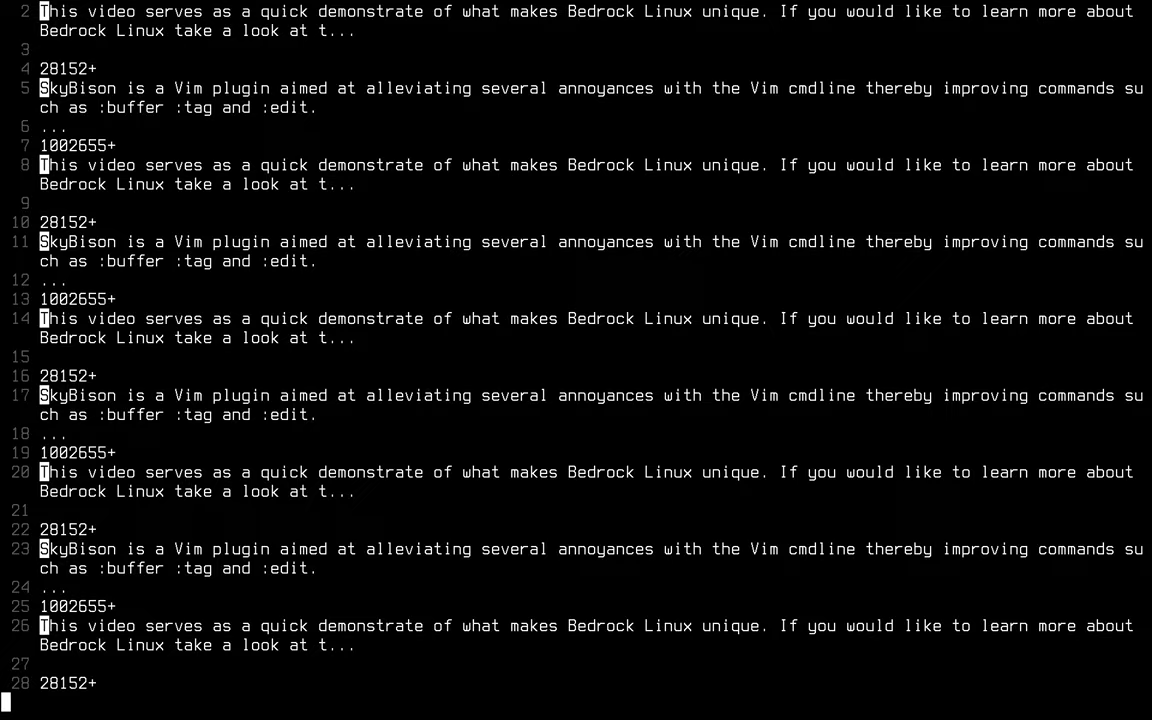 2 This video serves as a quick demonstrate of what makes Bedrock Linux unique. If you would like to learn more about
Bedrock Linux take a look at t...
3
4 28152+
5 SkyBison is a Vim plugin aimed at alleviating several annoyances with the Vim cmdline thereby improving commands su
ch as :buffer :tag and :edit.
6 ...
7 1002655+
8 This video serves as a quick demonstrate of what makes Bedrock Linux unique. If you would like to learn more about
Bedrock Linux take a look at t...
9
10 28152+
11 SkyBison is a Vim plugin aimed at alleviating several annoyances with the Vim cmdline thereby improving commands su
ch as :buffer :tag and :edit.
12 ...
13 1002655+
14 This video serves as a quick demonstrate of what makes Bedrock Linux unique. If you would like to learn more about
Bedrock Linux take a look at t...
15
16 28152+
17 SkyBison is a Vim plugin aimed at alleviating several annoyances with the Vim cmdline thereby improving commands su
ch as :buffer :tag and :edit.
18 ...
19 1002655+
20 This video serves as a quick demonstrate of what makes Bedrock Linux unique. If you would like to learn more about
Bedrock Linux take a look at t...
21
22 28152+
23 SkyBison is a Vim plugin aimed at alleviating several annoyances with the Vim cmdline thereby improving commands su
ch as :buffer :tag and :edit.
24 ...
25 1002655+
26 This video serves as a quick demonstrate of what makes Bedrock Linux unique. If you would like to learn more about
Bedrock Linux take a look at t...
27
28 28152+